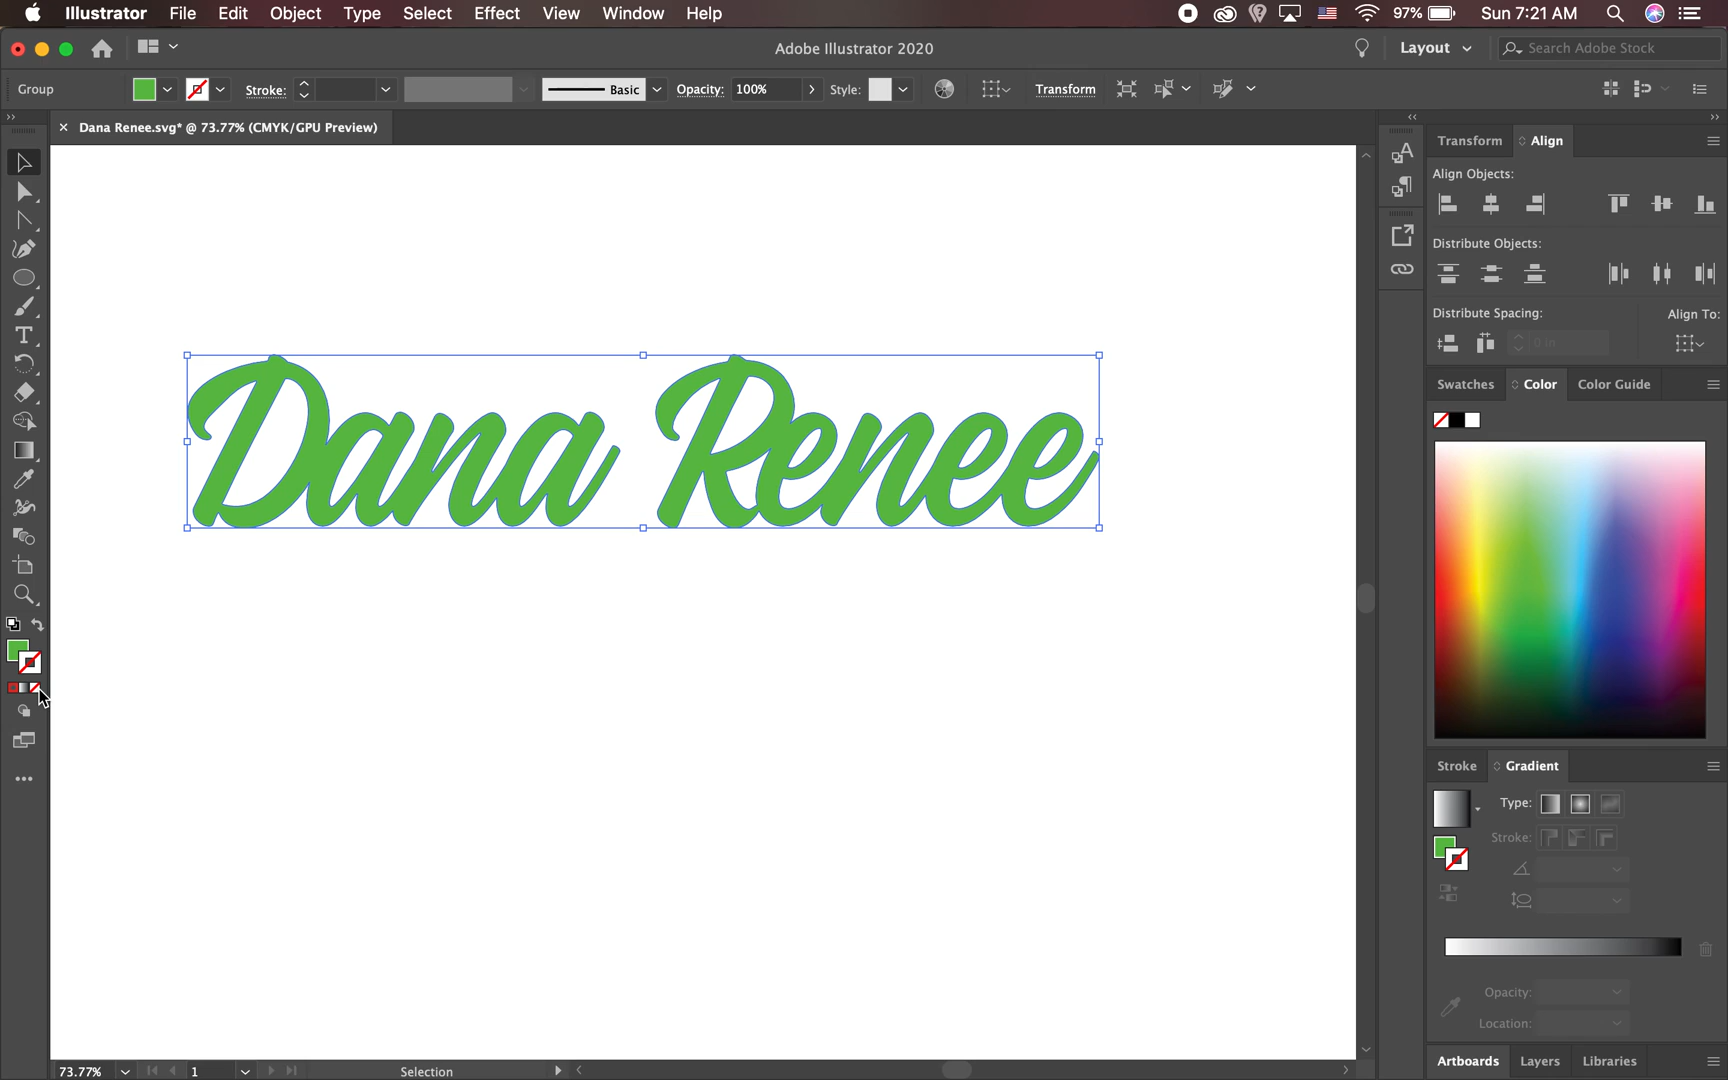 Illustrator File Edit Object Type Select Effect View Window Help 97% Sun 7:21 AM
Adobe Illustrator 2020 Layout Search Adobe Stock
Group Stroke: Basic Opacity: 100% Style: Transform
× Dana Renee.svg* @ 73.77% (CMYK/GPU Preview)
Transform Align
Align Objects:
Distribute Objects:
Distribute Spacing: Align To:
0 in
Dana Renee
Swatches Color Color Guide
Stroke Gradient
Type:
Stroke:
Opacity:
Location:
Artboards Layers Libraries
73.77% 1 Selection